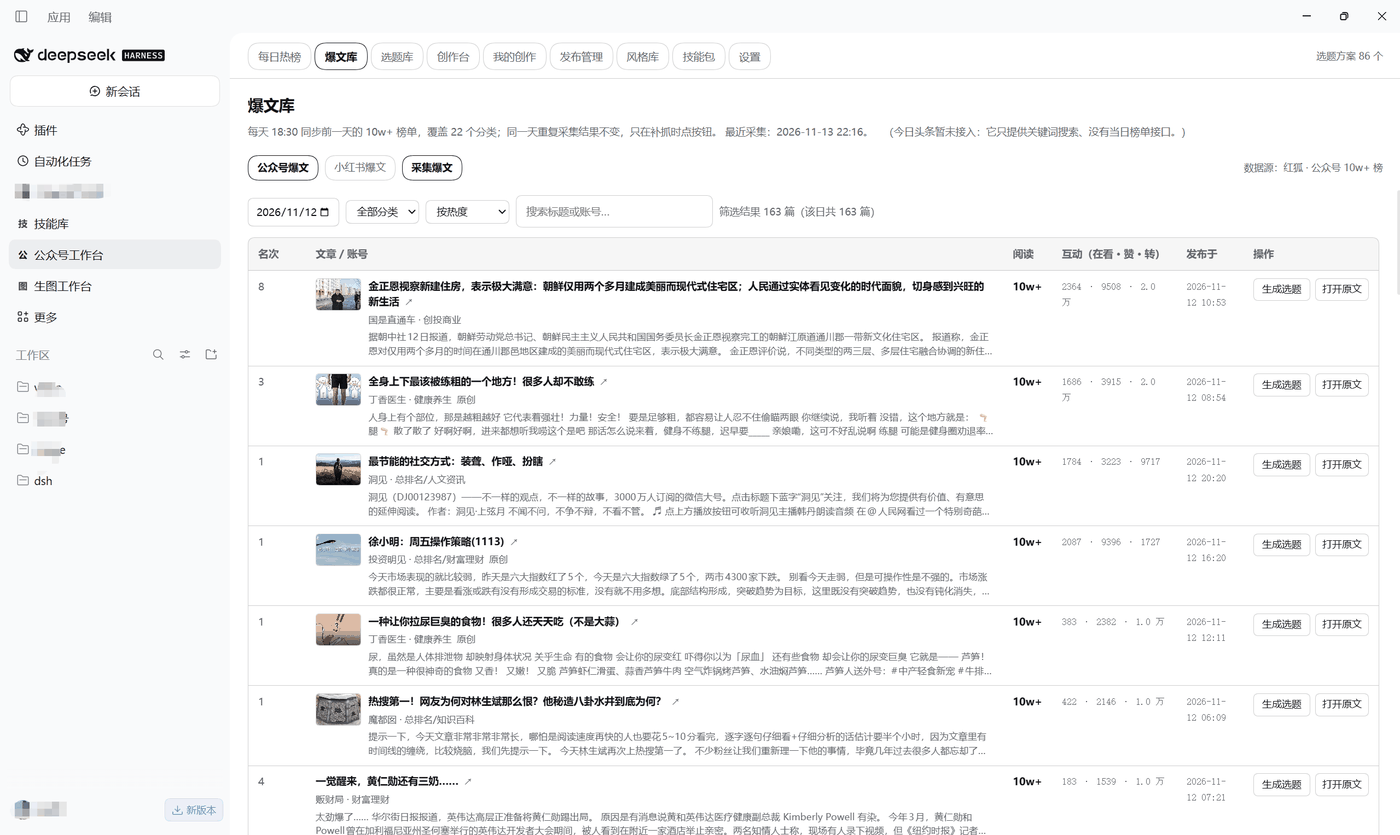 应用 编辑
deepseek HARNESS
新会话
插件
自动化任务
技 技能库
公众号工作台
图 生图工作台
更多
工作区
dsh
新版本
每日热榜 爆文库 选题库 创作台 我的创作 发布管理 风格库 技能包 设置
选题方案 86 个
爆文库
每天 18:30 同步前一天的 10w+ 榜单，覆盖 22 个分类；同一天重复采集结果不变，只在补抓时点按钮。 最近采集：2026-11-13 22:16。 （今日头条暂未接入：它只提供关键词搜索、没有当日榜单接口。）
公众号爆文 小红书爆文 采集爆文
数据源：红狐 · 公众号 10w+ 榜
2026/11/12 全部分类 按热度 搜索标题或账号... 筛选结果 163 篇（该日共 163 篇）
名次 文章 / 账号 阅读 互动（在看・赞・转） 发布于 操作
8 金正恩视察新建住房，表示极大满意：朝鲜仅用两个多月建成美丽而现代式住宅区；人民通过实体看见变化的时代面貌，切身感到兴旺的 10w+ 2364 · 9508 · 2.0 2026-11- 生成选题 打开原文
新生活 ↗ 万 12 10:53
国是直通车 · 创投商业
据朝中社12日报道，朝鲜劳动党总书记、朝鲜民主主义人民共和国国务委员长金正恩视察完工的朝鲜江原道通川郡一带新文化住宅区。 报道称，金正
恩对仅用两个多月的时间在通川郡邑地区建成的美丽而现代式住宅区，表示极大满意。 金正恩评价说，不同类型的两三层、多层住宅融合协调的新住...
3 全身上下最该被练粗的一个地方！很多人却不敢练 ↗ 10w+ 1686 · 3915 · 2.0 2026-11- 生成选题 打开原文
丁香医生 · 健康养生 原创 万 12 08:54
人身上有个部位，那是越粗越好 它代表着强壮！力量！安全！ 要是足够粗，都容易让人忍不住偷瞄两眼 你继续说，我听着 没错，这个地方就是：
腿 散了散了 好啊好啊，进来都想听我唠这个是吧 那话怎么说来着，健身不练腿，迟早要____ 亲娘嘞，这可不好乱说啊 练腿 可能是健身圈劝退率...
1 最节能的社交方式：装聋、作哑、扮瞎 ↗ 10w+ 1784 · 3223 · 9717 2026-11- 生成选题 打开原文
洞见 · 总排名/人文资讯 12 20:20
洞见（DJ00123987）——不一样的观点，不一样的故事，3000万人订阅的微信大号。点击标题下蓝字“洞见”关注，我们将为您提供有价值、有意思
的延伸阅读。 作者：洞见·上弦月 不闻不问，不争不辩，不看不管。 ♬ 点上方播放按钮可收听洞见主播韩丹朗读音频 在@人民网看过一个特别奇葩...
1 徐小明：周五操作策略(1113) ↗ 10w+ 2087 · 9396 · 1727 2026-11- 生成选题 打开原文
投资明见 · 总排名/财富理财 原创 12 16:20
今天市场表现的就比较弱，昨天是六大指数红了5个，今天是六大指数绿了5个，两市4300家下跌。 别看今天走弱，但是可操作性是不强的。市场涨
跌都很正常，主要是看涨或跌有没有形成交易的标准，没有就不用多想。底部结构形成，突破趋势为目标，这里既没有突破趋势，也没有钝化消失，...
1 一种让你拉尿巨臭的食物！很多人还天天吃（不是大蒜） ↗ 10w+ 383 · 2382 · 1.0 万 2026-11- 生成选题 打开原文
丁香医生 · 健康养生 原创 12 12:11
尿，虽然是人体排泄物 却映射身体状况 关乎生命 有的食物 会让你的尿变红 吓得你以为「尿血」 还有些食物 却会让你的尿变巨臭 它就是—— 芦笋！
真的是一种很神奇的食物 又香！ 又嫩！ 又脆 芦笋虾仁滑蛋、蒜香芦笋牛肉 空气炸锅烤芦笋、水油焖芦笋...... 芦笋人送外号：#中产轻食新宠 #牛排...
1 热搜第一！网友为何对林生斌那么恨？他秘造八卦水井到底为何？ ↗ 10w+ 422 · 2146 · 1.0 万 2026-11- 生成选题 打开原文
魔都囡 · 总排名/知识百科 12 06:09
提示一下，今天文章非常非常非常长，哪怕是阅读速度再快的人也要花5~10分看完，逐字逐句仔细看+仔细分析的话估计要半个小时，因为文章里有
时间线的缠绕，比较烧脑，我们先提示一下。 今天林生斌再次上热搜第一了。 不少粉丝让我们重新理一下他的事情，毕竟几年过去很多人都忘却了...
4 一觉醒来，黄仁勋还有三奶...... ↗ 10w+ 183 · 1539 · 1.0 万 2026-11- 生成选题 打开原文
贩财局 · 财富理财 12 07:21
太劲爆了...... 华尔街日报报道，英伟达高层正准备将黄仁勋踢出局。 原因是有消息说黄和英伟达医疗健康副总裁 Kimberly Powell 有染。 今年3月，黄仁勋和
Powell曾在加利福尼亚州圣何塞举行的英伟达开发者大会期间，被人看到在附近一家酒店举止亲密。两名知情人士称，现场有人录下视频，但《纽约时报》记者...